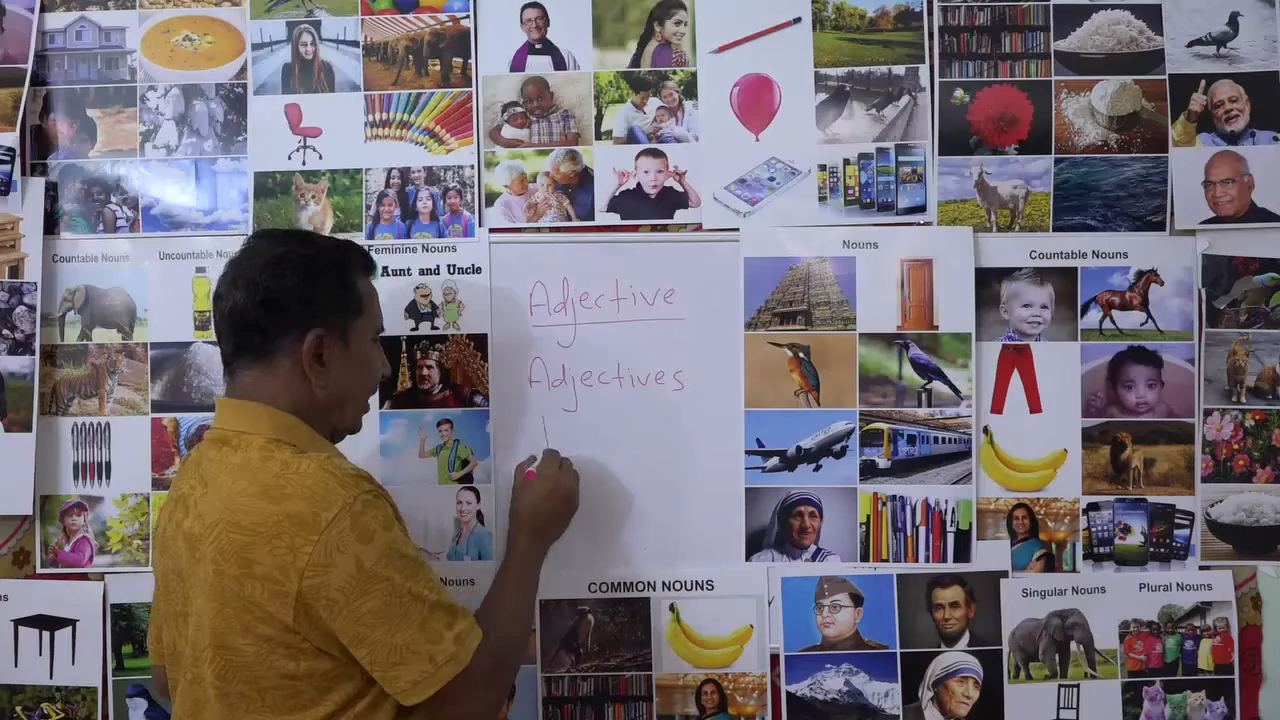 Countable Nouns
Uncountable
Feminine Nouns
Aunt and Uncle
Adjective
Adjectives
Nouns
Countable Nouns
Nouns
COMMON NOUNS
Singular Nouns
Plural Nouns